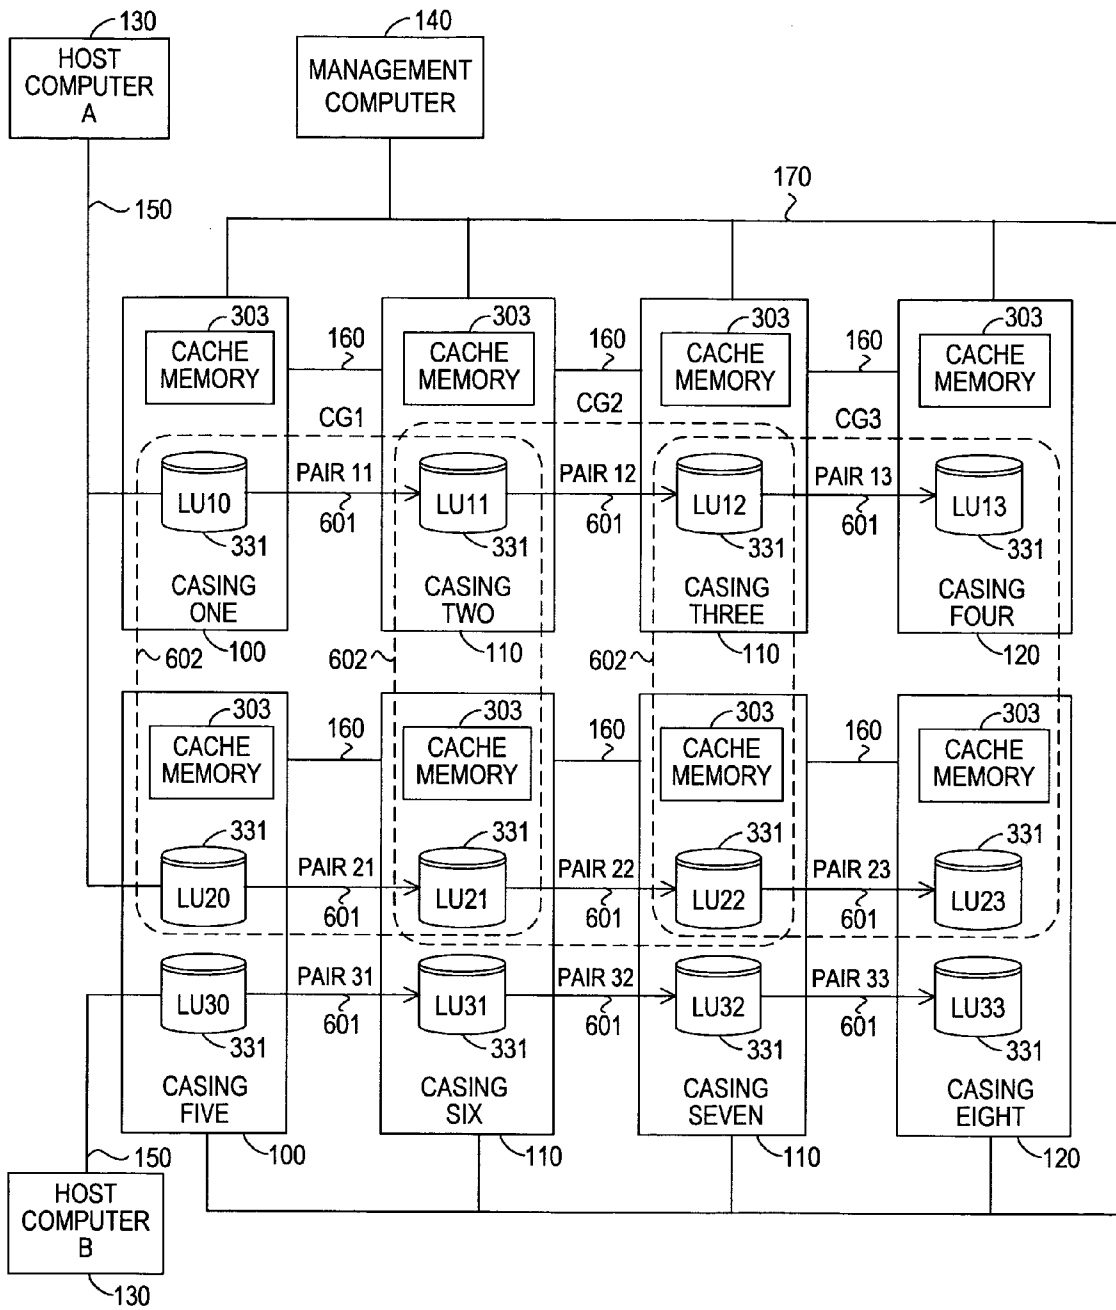 130
140
HOST
COMPUTER
A
MANAGEMENT
COMPUTER
150
170
303
303
303
303
CACHE
MEMORY
160
CACHE
MEMORY
160
CACHE
MEMORY
160
CACHE
MEMORY
CG1
CG2
CG3
LU10
PAIR 11
601
LU11
PAIR 12
601
LU12
PAIR 13
601
LU13
331
331
331
331
CASING
ONE
CASING
TWO
CASING
THREE
CASING
FOUR
602
100
602
110
602
110
120
303
303
303
303
CACHE
MEMORY
160
CACHE
MEMORY
160
CACHE
MEMORY
160
CACHE
MEMORY
331
331
331
331
LU20
PAIR 21
601
LU21
PAIR 22
601
LU22
PAIR 23
601
LU23
LU30
PAIR 31
601
LU31
PAIR 32
601
LU32
PAIR 33
601
LU33
331
331
331
331
CASING
FIVE
CASING
SIX
CASING
SEVEN
CASING
EIGHT
150
100
110
110
120
HOST
COMPUTER
B
130